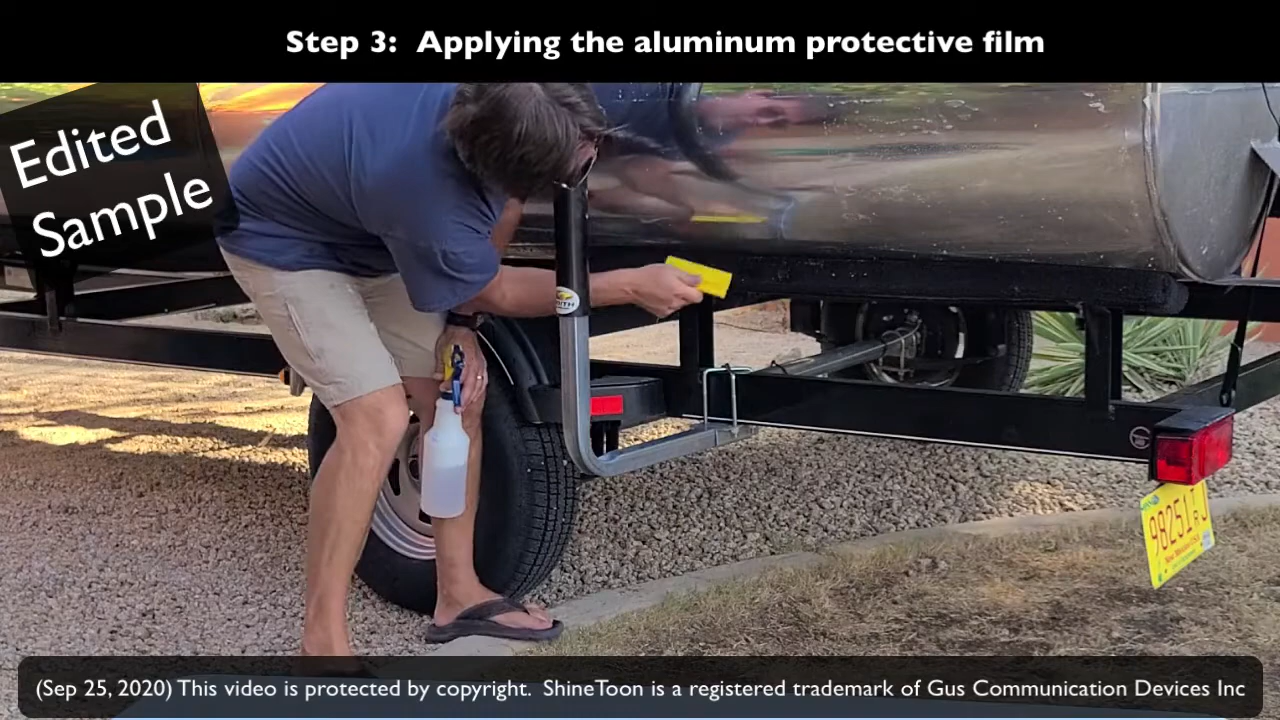 Step 3: Applying the aluminum protective film
Edited
Sample
98251
(Sep 25, 2020) This video is protected by copyright. ShineToon is a registered trademark of Gus Communication Devices Inc